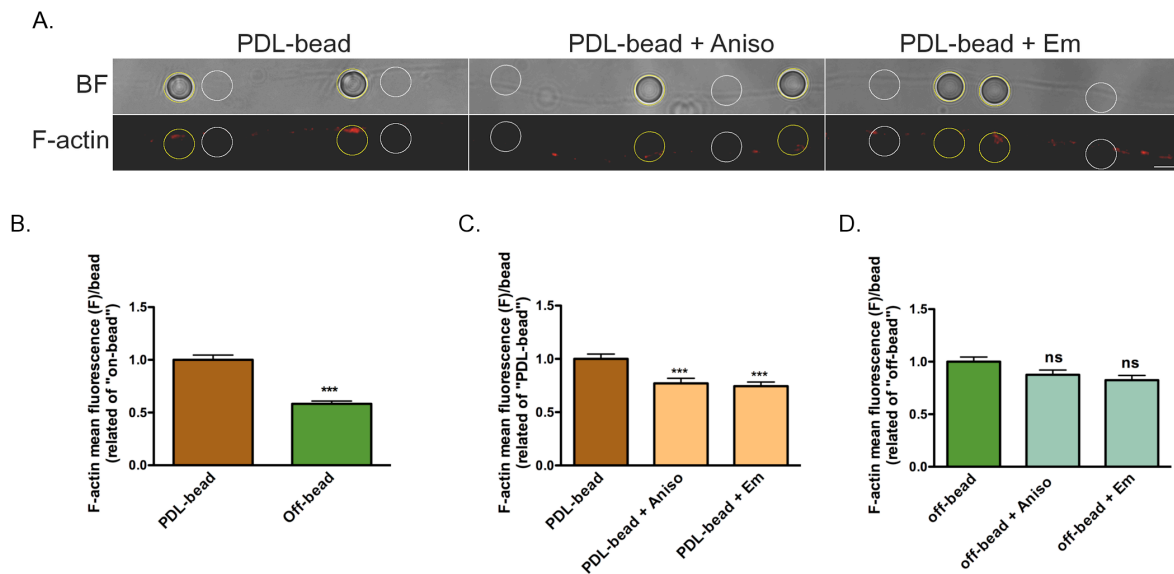 A.
PDL-bead PDL-bead + Aniso PDL-bead + Em
BF
F-actin
B.
F-actin mean fluorescence (F)/bead
(related of "on-bead")
1.5
1.0
0.5
0.0
***
PDL-bead
Off-bead
C.
F-actin mean fluorescence (F)/bead
(related of "PDL-bead")
1.5
1.0
0.5
0.0
***
***
PDL-bead
PDL-bead + Aniso
PDL-bead + Em
D.
F-actin mean fluorescence (F)/bead
(related of "off-bead")
1.5
1.0
0.5
0.0
ns
ns
off-bead
off-bead + Aniso
off-bead + Em